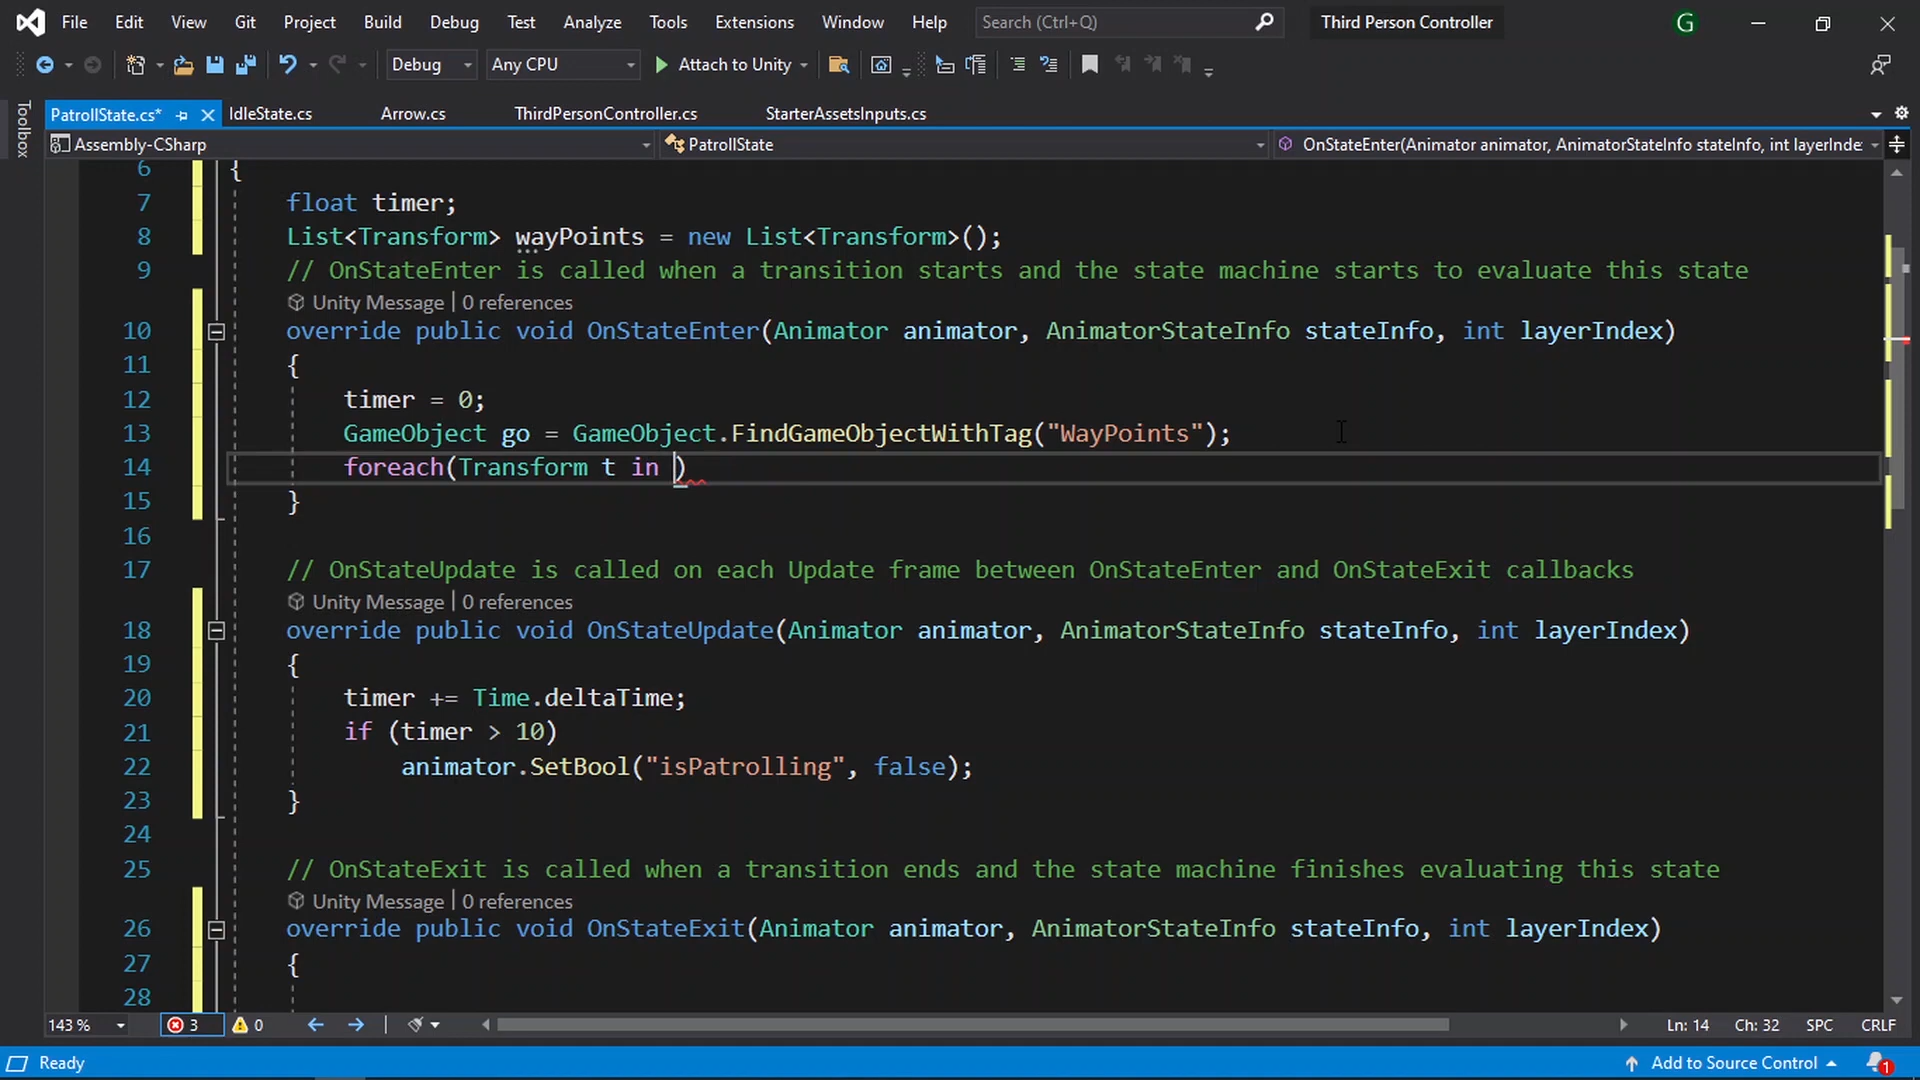 File Edit View Git Project Build Debug Test Analyze Tools Extensions Window Help Search (Ctrl+Q) Third Person Controller G
Debug Any CPU Attach to Unity
Toolbox
PatrollState.cs* IdleState.cs Arrow.cs ThirdPersonController.cs StarterAssetsInputs.cs
Assembly-CSharp PatrollState OnStateEnter(Animator animator, AnimatorStateInfo stateInfo, int layerInde
6 {
7 float timer;
8 List<Transform> wayPoints = new List<Transform>();
9 // OnStateEnter is called when a transition starts and the state machine starts to evaluate this state
Unity Message | 0 references
10 override public void OnStateEnter(Animator animator, AnimatorStateInfo stateInfo, int layerIndex)
11 {
12 timer = 0;
13 GameObject go = GameObject.FindGameObjectWithTag("WayPoints");
14 foreach(Transform t in )
15 }
16
17 // OnStateUpdate is called on each Update frame between OnStateEnter and OnStateExit callbacks
Unity Message | 0 references
18 override public void OnStateUpdate(Animator animator, AnimatorStateInfo stateInfo, int layerIndex)
19 {
20 timer += Time.deltaTime;
21 if (timer > 10)
22 animator.SetBool("isPatrolling", false);
23 }
24
25 // OnStateExit is called when a transition ends and the state machine finishes evaluating this state
Unity Message | 0 references
26 override public void OnStateExit(Animator animator, AnimatorStateInfo stateInfo, int layerIndex)
27 {
28
143 % 3 0 Ln: 14 Ch: 32 SPC CRLF
Ready Add to Source Control 1